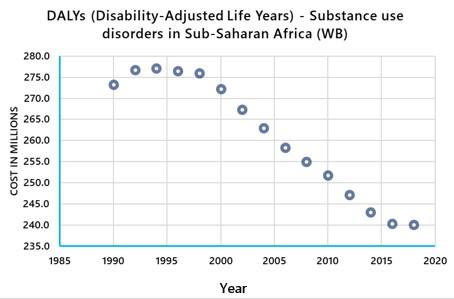 DALYs (Disability-Adjusted Life Years) - Substance use
disorders in Sub-Saharan Africa (WB)
280.0
275.0
270.0
265.0
260.0
255.0
250.0
245.0
240.0
235.0
COST IN MILLIONS
1985 1990 1995 2000 2005 2010 2015 2020
Year